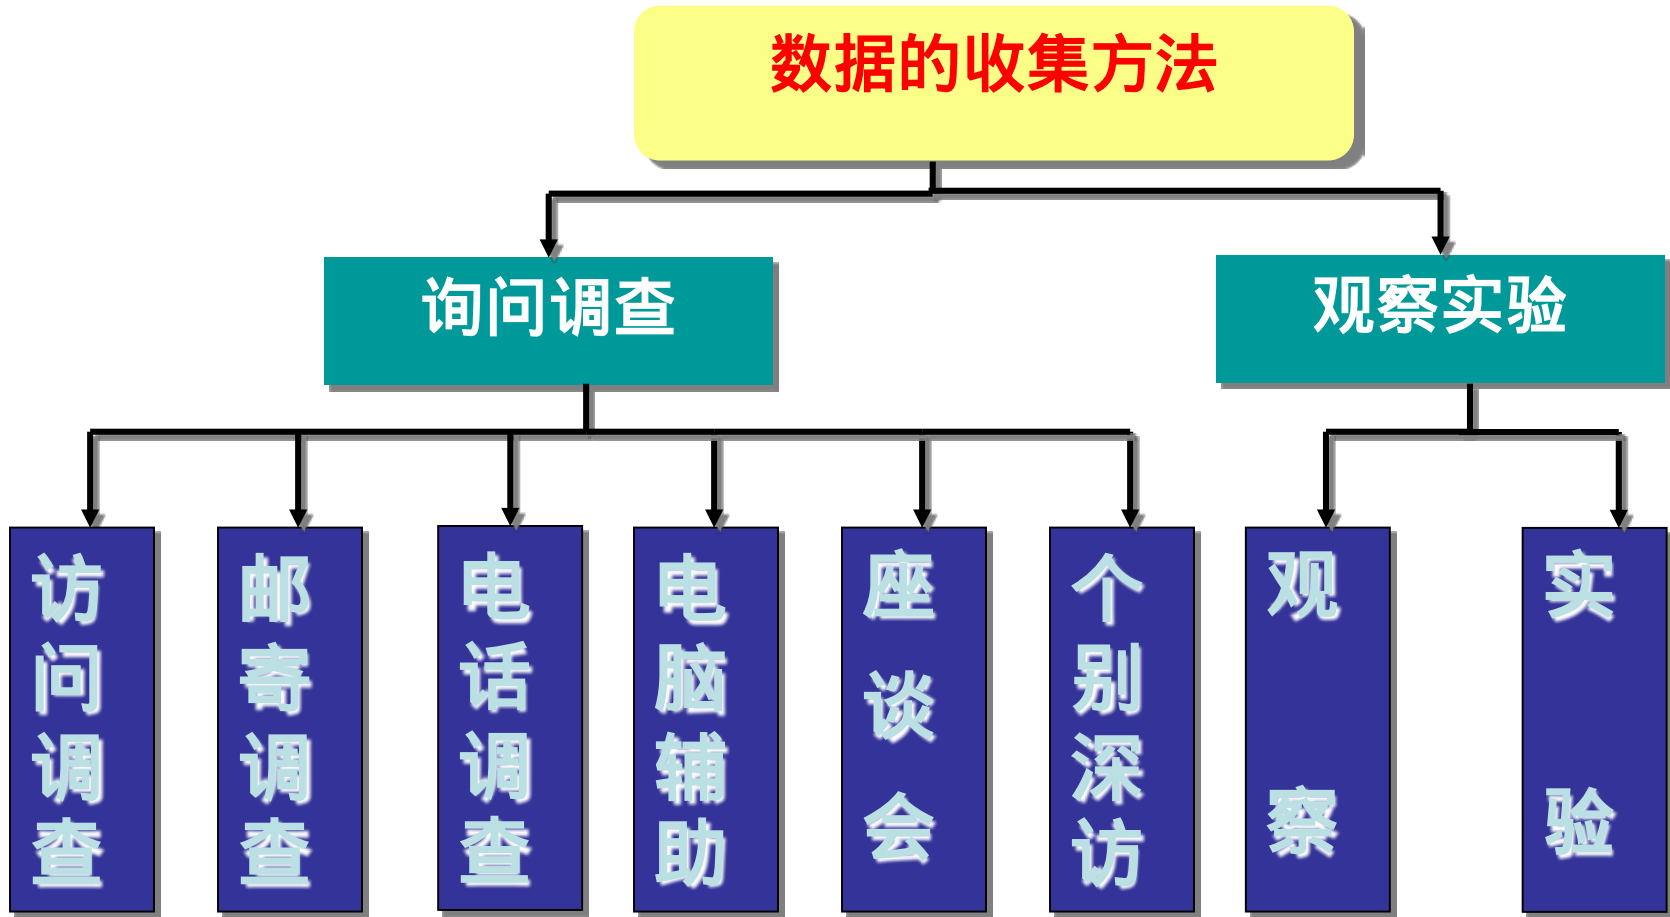 数据的收集方法
询问调查
观察实验
访问调查
邮寄调查
电话调查
电脑辅助
座谈会
个别深访
观察
实验